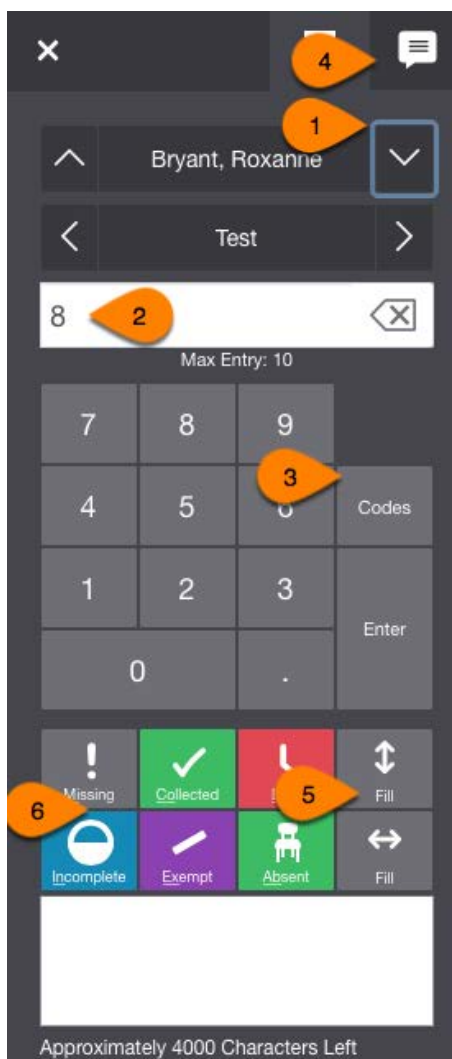 4
1
Bryant, Roxanne
Test
8 2
Max Entry: 10
7 8 9
3
4 5 Codes
1 2 3
Enter
0 .
Missing Collected 5 Fill
6
Incomplete Exempt Absent Fill
Approximately 4000 Characters Left